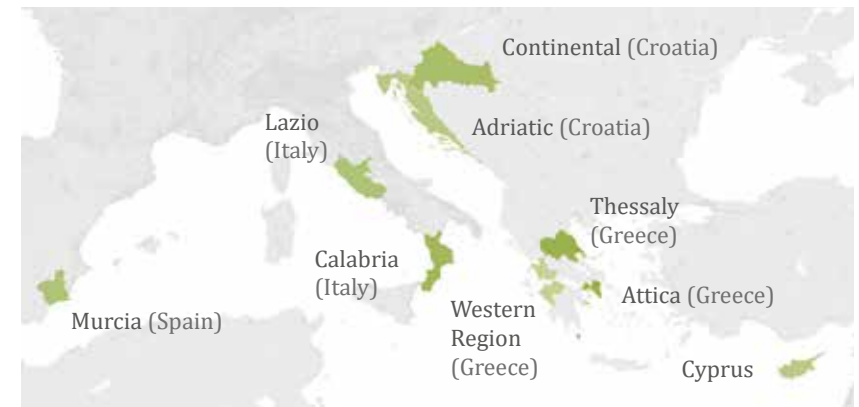 Continental (Croatia)
Adriatic (Croatia)
Lazio
(Italy)
Thessaly
(Greece)
Calabria
(Italy)
Attica (Greece)
Western
Region
(Greece)
Murcia (Spain)
Cyprus